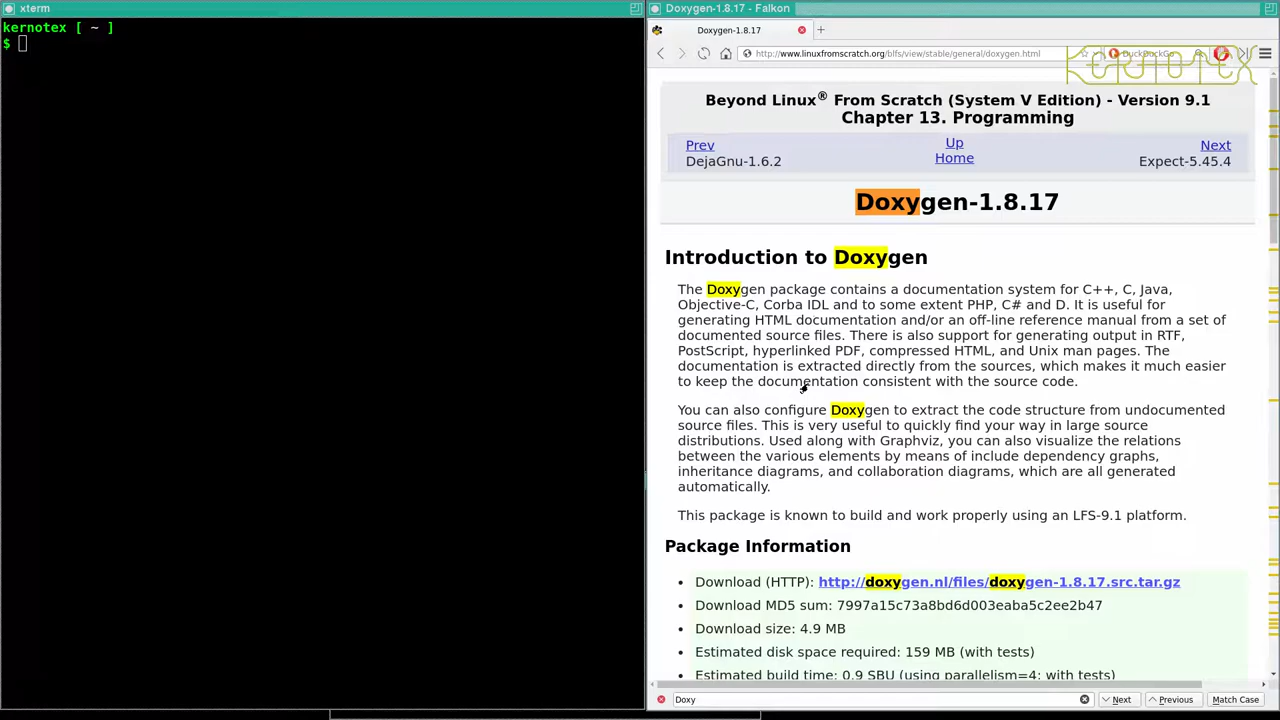 xterm
kernotex [ ~ ]
$
Doxygen-1.8.17 - Falkon
Doxygen-1.8.17
http://www.linuxfromscratch.org/blfs/view/stable/general/doxygen.html
DuckDuckGo
KERNOTEX
Beyond Linux® From Scratch (System V Edition) - Version 9.1
Chapter 13. Programming
Prev
Up
Next
DejaGnu-1.6.2
Home
Expect-5.45.4
Doxygen-1.8.17
Introduction to Doxygen
The Doxygen package contains a documentation system for C++, C, Java,
Objective-C, Corba IDL and to some extent PHP, C# and D. It is useful for
generating HTML documentation and/or an off-line reference manual from a set of
documented source files. There is also support for generating output in RTF,
PostScript, hyperlinked PDF, compressed HTML, and Unix man pages. The
documentation is extracted directly from the sources, which makes it much easier
to keep the documentation consistent with the source code.
You can also configure Doxygen to extract the code structure from undocumented
source files. This is very useful to quickly find your way in large source
distributions. Used along with Graphviz, you can also visualize the relations
between the various elements by means of include dependency graphs,
inheritance diagrams, and collaboration diagrams, which are all generated
automatically.
This package is known to build and work properly using an LFS-9.1 platform.
Package Information
• Download (HTTP): http://doxygen.nl/files/doxygen-1.8.17.src.tar.gz
• Download MD5 sum: 7997a15c73a8bd6d003eaba5c2ee2b47
• Download size: 4.9 MB
• Estimated disk space required: 159 MB (with tests)
• Estimated build time: 0.9 SBU (using parallelism=4; with tests)
Doxy
Next
Previous
Match Case